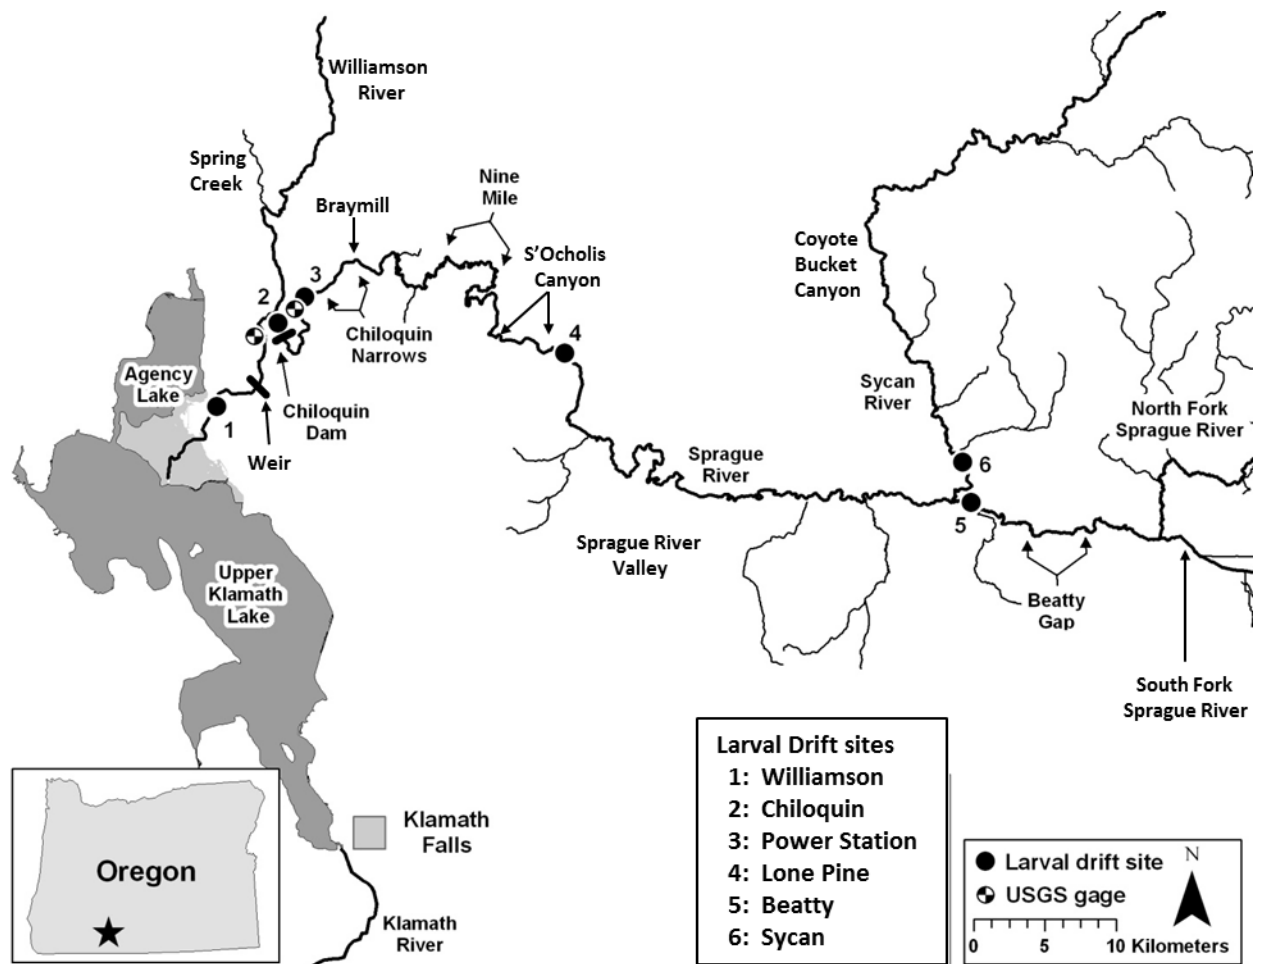 Williamson
River
Spring
Creek
Nine
Mile
Braymill
S'Ocholis
Canyon
Coyote
Bucket
Canyon
3
2
4
Chiloquin
Narrows
Agency
Lake
Sycan
River
Chiloquin
Dam
1
North Fork
Sprague River
Weir
Sprague
River
6
5
Sprague River
Valley
Upper
Klamath
Lake
Beatty
Gap
South Fork
Sprague River
Larval Drift sites
1: Williamson
2: Chiloquin
3: Power Station
4: Lone Pine
5: Beatty
6: Sycan
Klamath
Falls
Oregon
Klamath
River
Larval drift site
USGS gage
N
0 5 10 Kilometers